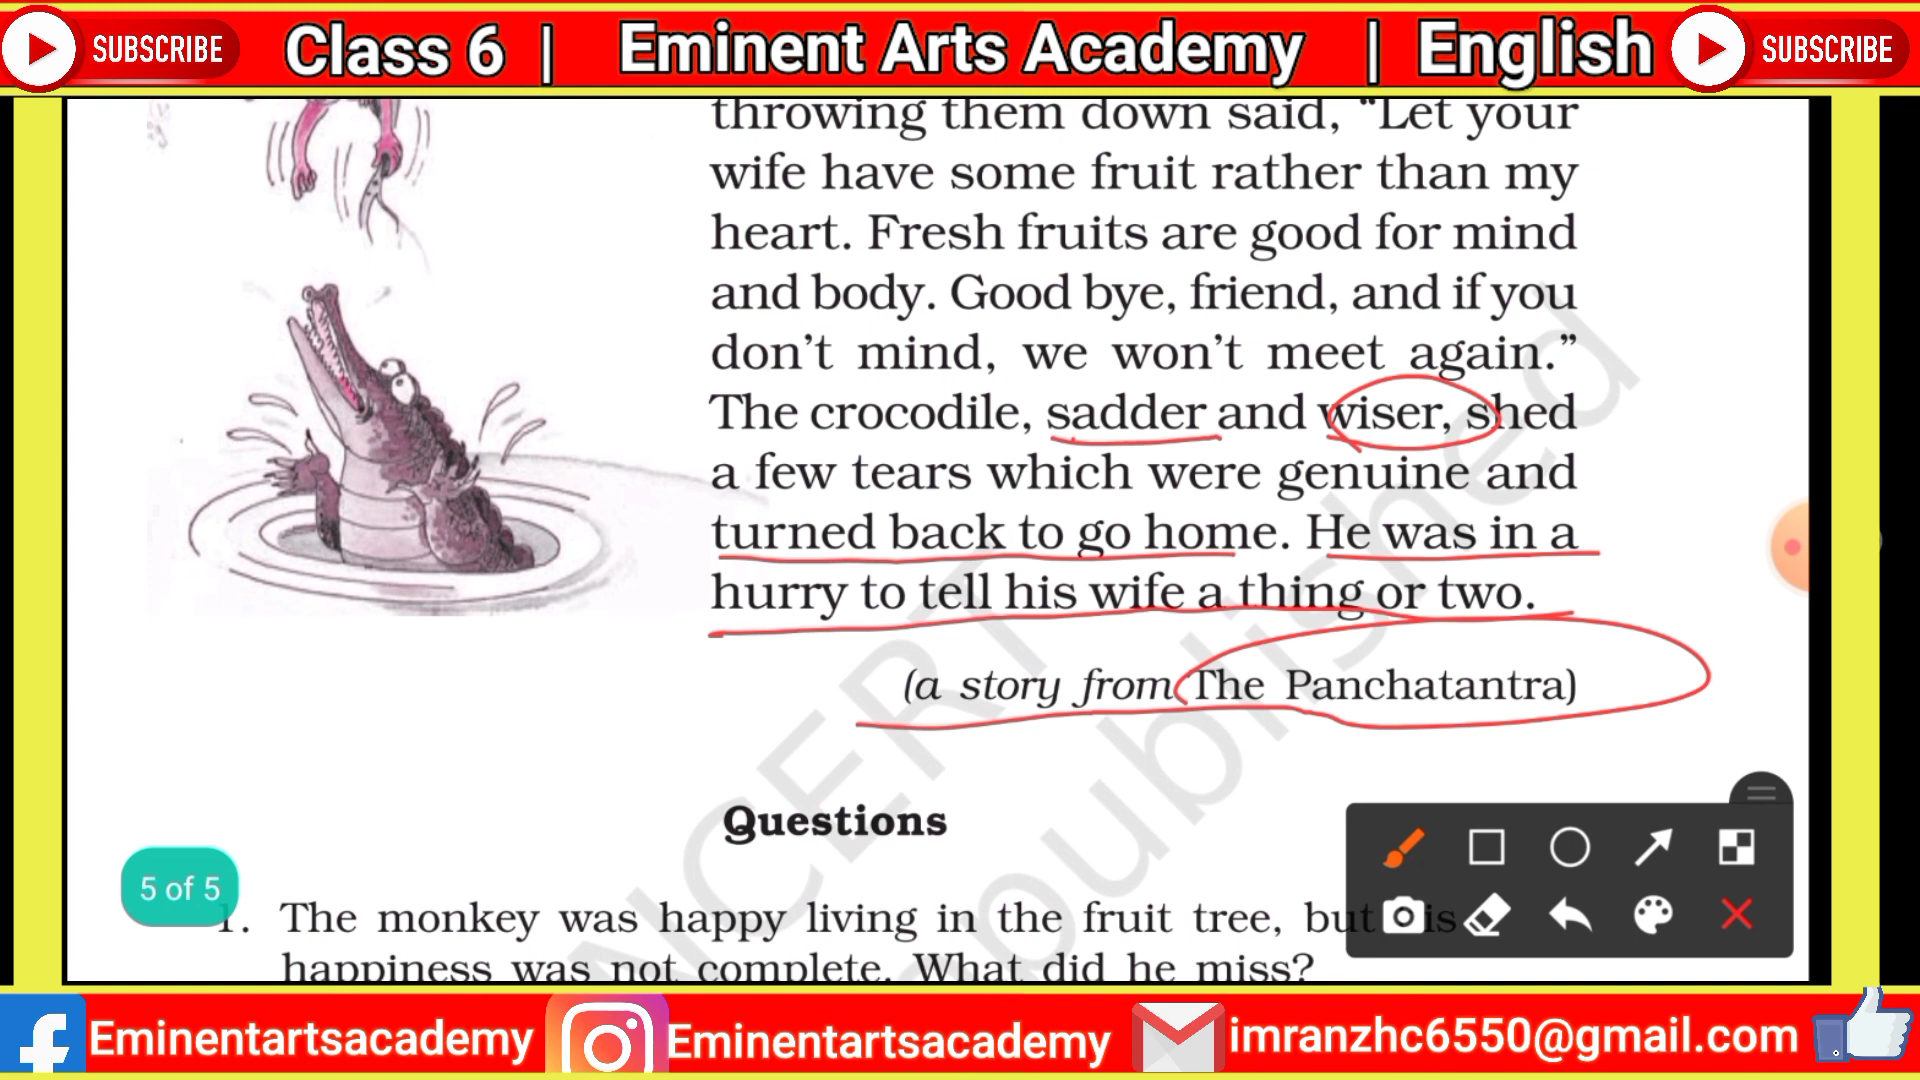 SUBSCRIBE Class 6 | Eminent Arts Academy | English SUBSCRIBE
throwing them down said, “Let your
wife have some fruit rather than my
heart. Fresh fruits are good for mind
and body. Good bye, friend, and if you
don’t mind, we won’t meet again.”
The crocodile, sadder and wiser, shed
a few tears which were genuine and
turned back to go home. He was in a
hurry to tell his wife a thing or two.
(a story from The Panchatantra)
NCERT
republished
Questions
5 of 5
1. The monkey was happy living in the fruit tree, but is
happiness was not complete. What did he miss?
Eminentartsacademy Eminentartsacademy imranzhc6550@gmail.com